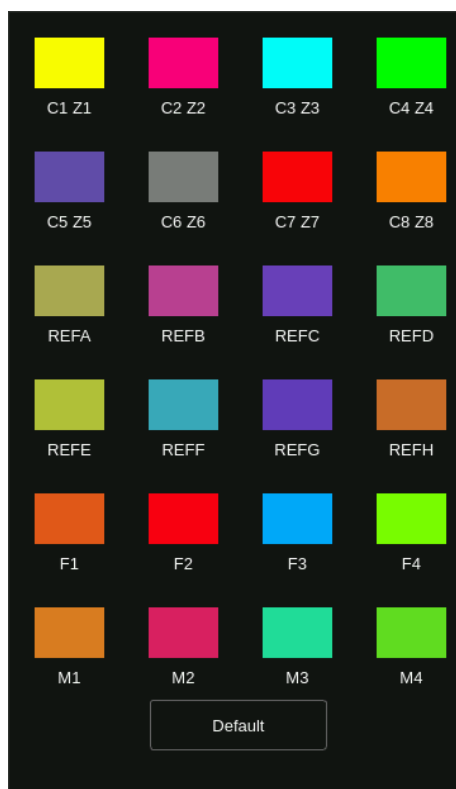 C1 Z1 C2 Z2 C3 Z3 C4 Z4
C5 Z5 C6 Z6 C7 Z7 C8 Z8
REFA REFB REFC REFD
REFE REFF REFG REFH
F1 F2 F3 F4
M1 M2 M3 M4
Default